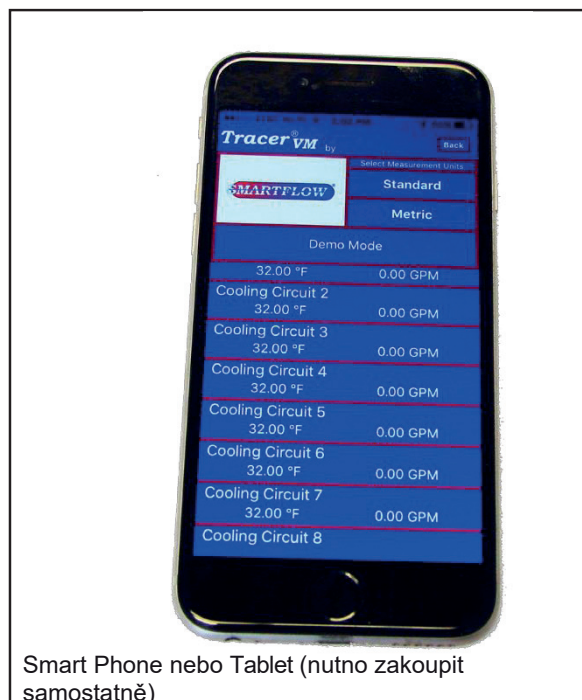 Tracer® VM by
Back
SMARTFLOW
Select Measurement Units
Standard
Metric
Demo Mode
32.00 °F 0.00 GPM
Cooling Circuit 2
32.00 °F
Cooling Circuit 3
32.00 °F 0.00 GPM
Cooling Circuit 4
32.00 °F 0.00 GPM
Cooling Circuit 5
32.00 °F 0.00 GPM
Cooling Circuit 6
32.00 °F 0.00 GPM
Cooling Circuit 7
32.00 °F 0.00 GPM
Cooling Circuit 8
Smart Phone nebo Tablet (nutno zakoupit
samostatně)